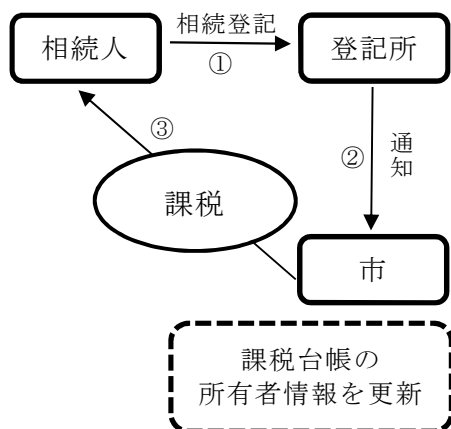 相続人
相続登記
①
登記所
②
通知
③
課税
市
課税台帳の
所有者情報を更新